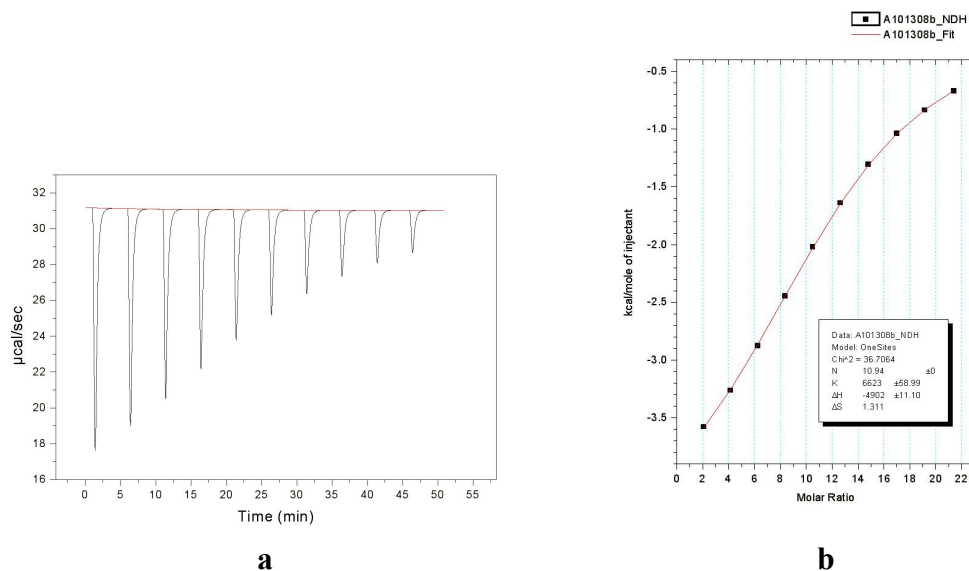 a
32
30
28
26
24
22
20
18
16
µcal/sec
0 5 10 15 20 25 30 35 40 45 50 55
Time (min)
A101308b_NDH
A101308b_Fit
b
-0.5
-1.0
-1.5
-2.0
-2.5
-3.0
-3.5
kcal/mole of injectant
Data: A101308b_NDH
Model: OneSites
Chi^2 = 36.7064
N 10.94 ±0
K 6623 ±58.99
ΔH -4902 ±11.10
ΔS 1.311
0 2 4 6 8 10 12 14 16 18 20 22
Molar Ratio
a
b